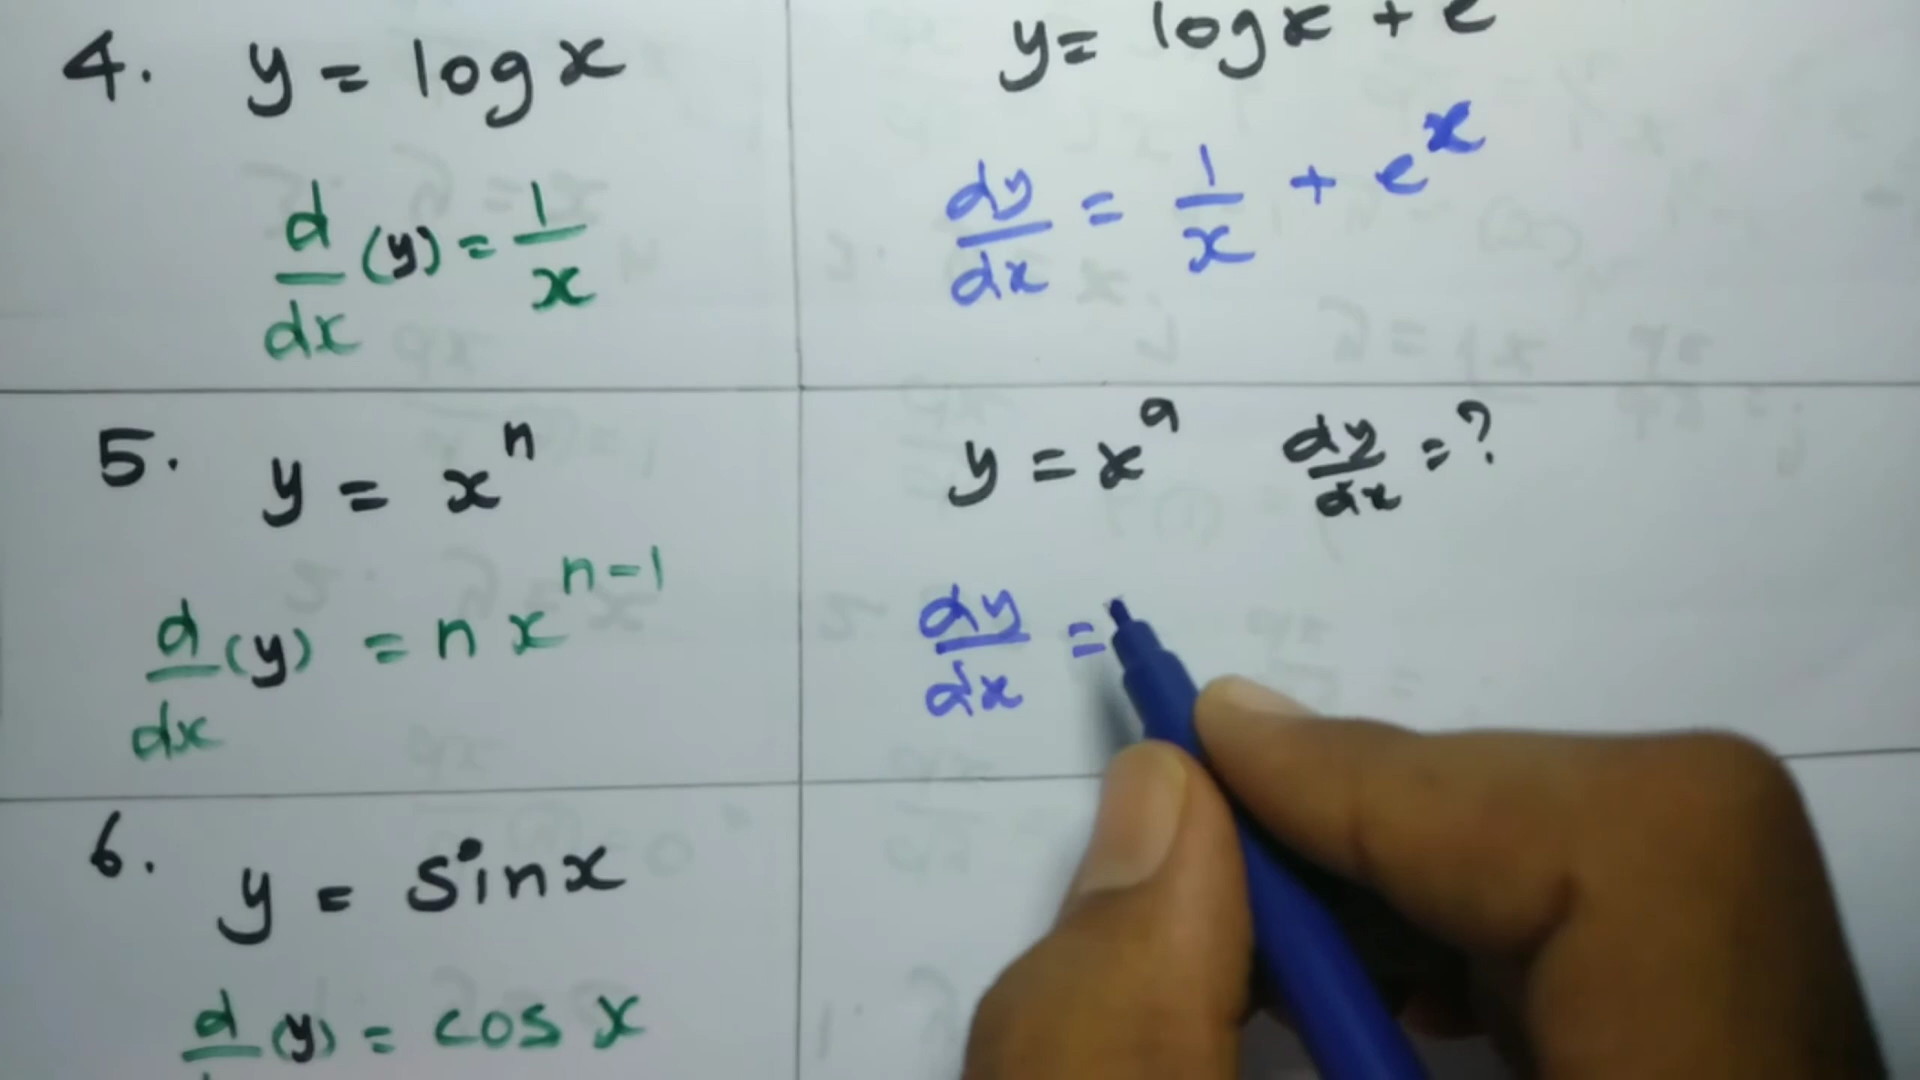 4. y = log x
d/dx (y) = 1/x
y = log x + e
dy/dx = 1/x + e^x
5. y = x^n
d/dx (y) = n x^(n-1)
y = x^9 dy/dx = ?
dy/dx =
6. y = sin x
d (y) = cos x